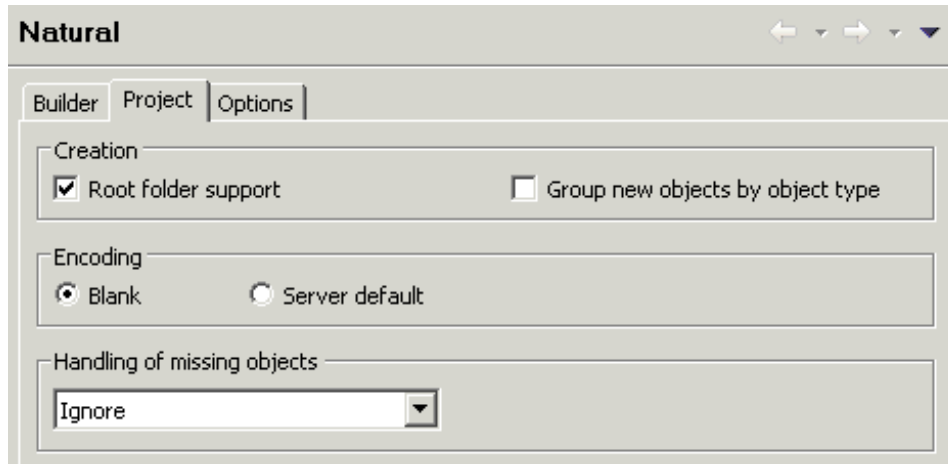 Natural
Builder Project Options
Creation
Root folder support Group new objects by object type
Encoding
Blank Server default
Handling of missing objects
Ignore